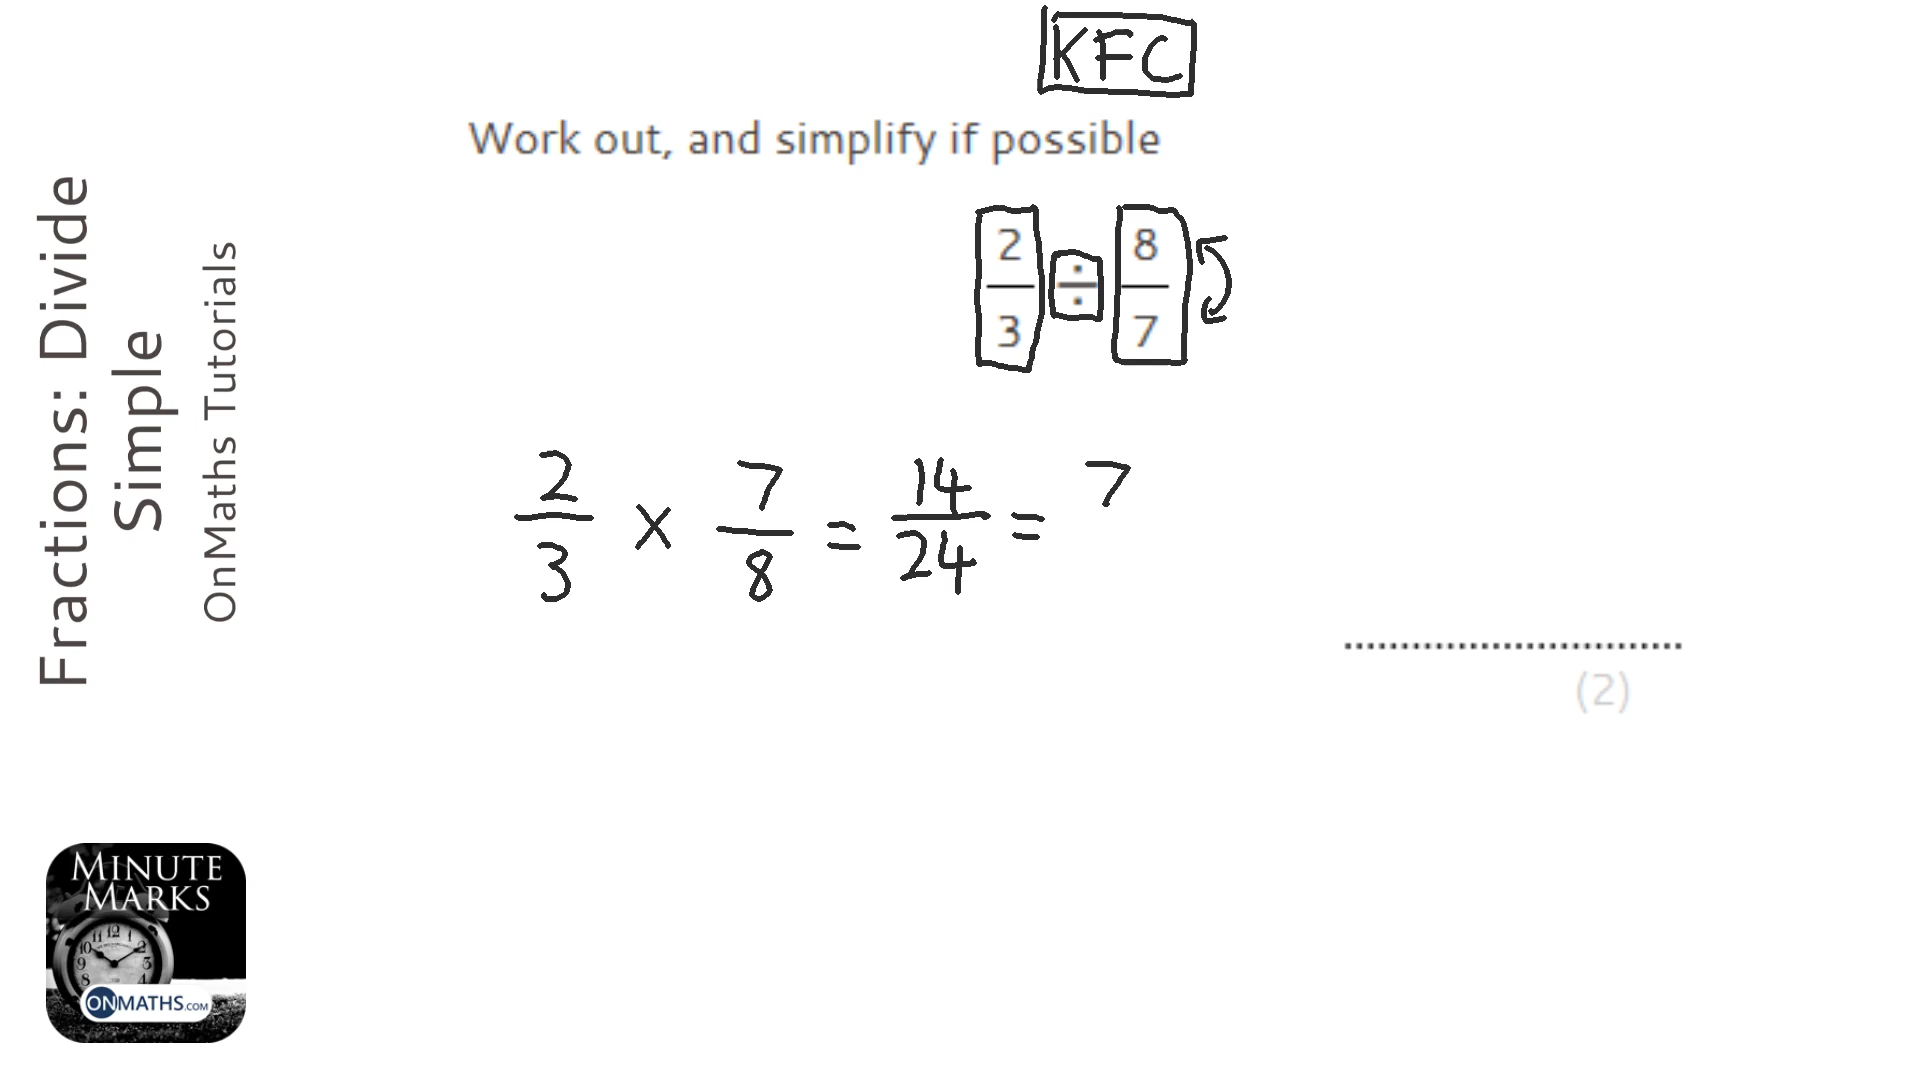 KFC
Work out, and simplify if possible
2/3 ÷ 8/7
2/3 × 7/8 = 14/24 = 7
(2)
Fractions: Divide
Simple
OnMaths Tutorials
MINUTE
MARKS
ONMATHS.COM